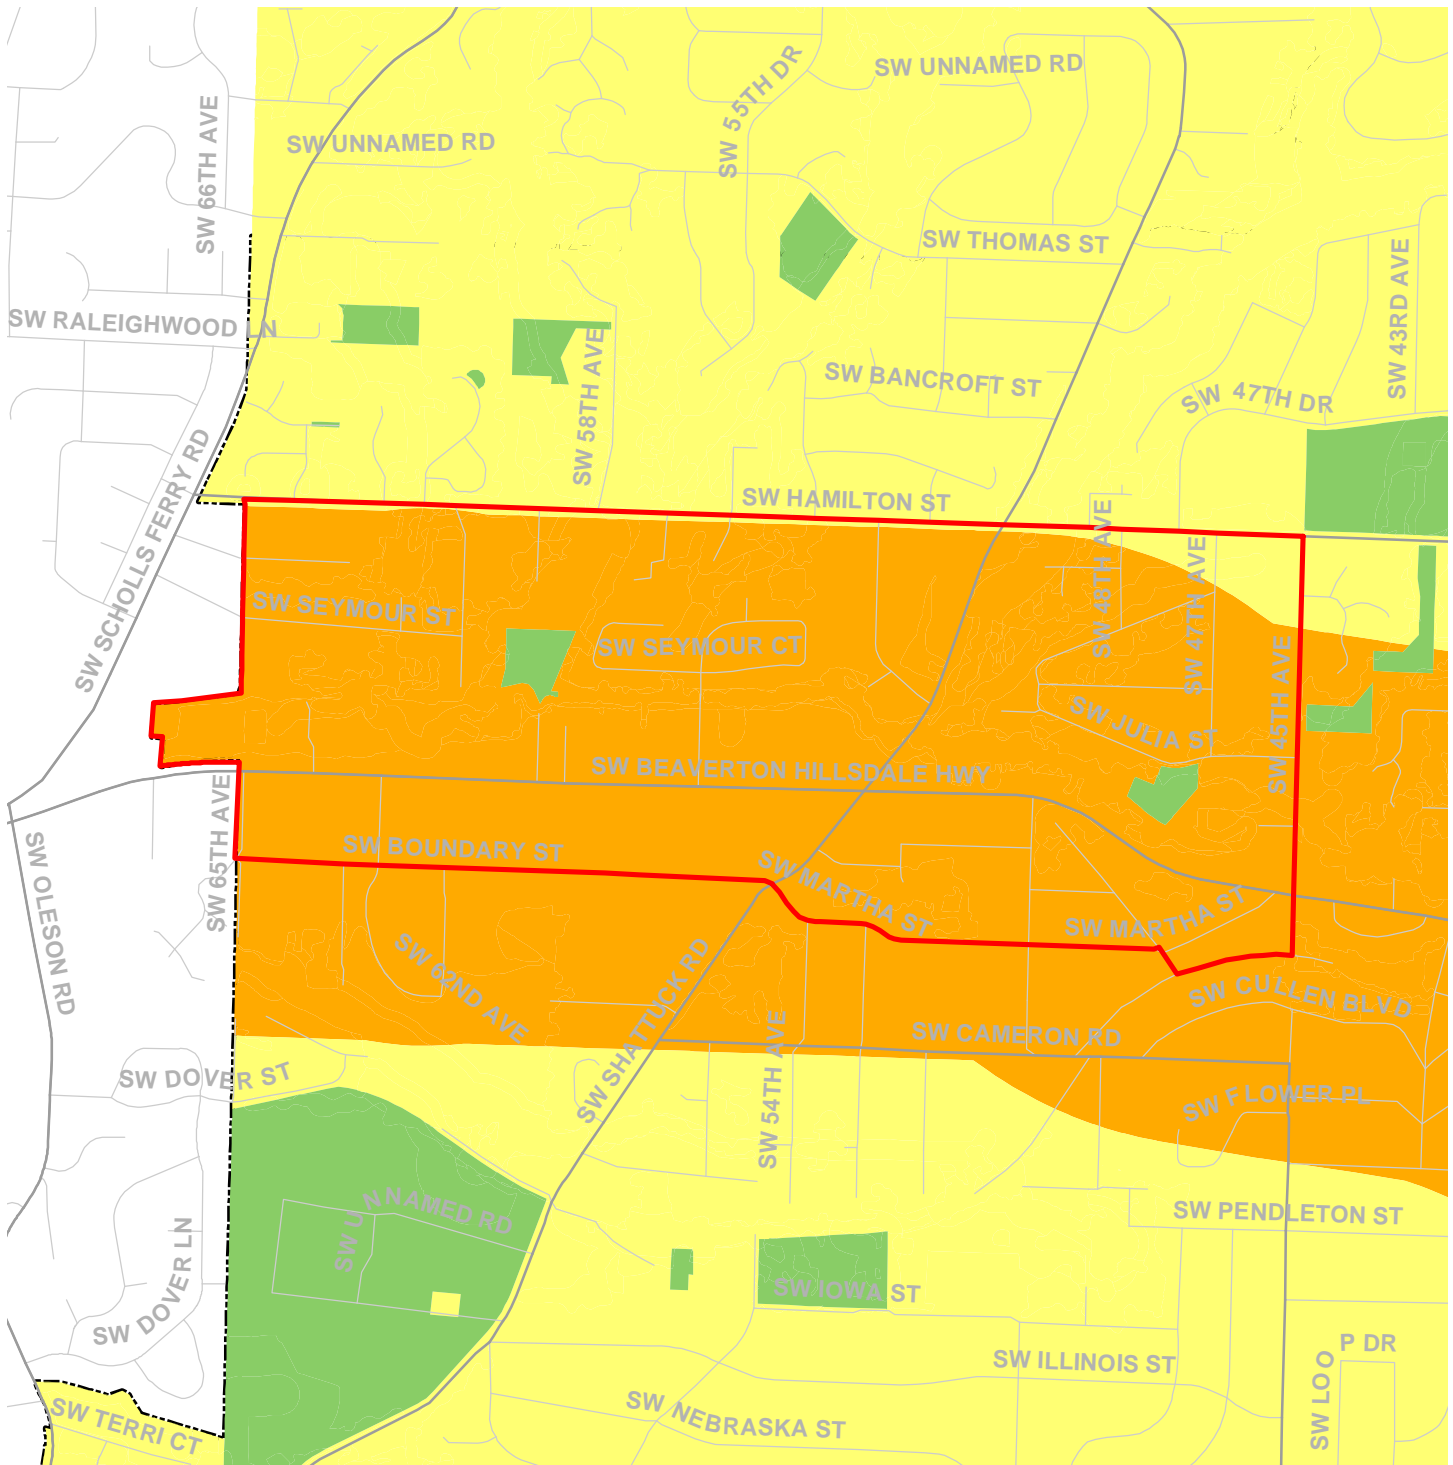 SW UNNAMED RD
SW 55TH DR
SW 66TH AVE
SW UNNAMED RD
SW THOMAS ST
SW 43RD AVE
SW RALEIGHWOOD LN
SW 58TH AVE
SW BANCROFT ST
SW 47TH DR
SW SCHOLLS FERRY RD
SW HAMILTON ST
SW 48TH AVE
SW 47TH AVE
SW SEYMOUR ST
SW SEYMOUR CT
SW 45TH AVE
SW JULIA ST
SW BEAVERTON HILLSDALE HWY
SW 65TH AVE
SW OLESON RD
SW BOUNDARY ST
SW MARTHA ST
SW MARTHA ST
SW 62ND AVE
SW SHATTUCK RD
SW CULLEN BLVD
SW 54TH AVE
SW CAMERON RD
SW DOVER ST
SW FLOWER PL
SW UNNAMED RD
SW PENDLETON ST
SW DOVER LN
SW IOWA ST
SW ILLINOIS ST
SW LOOP DR
SW NEBRASKA ST
SW TERRI CT